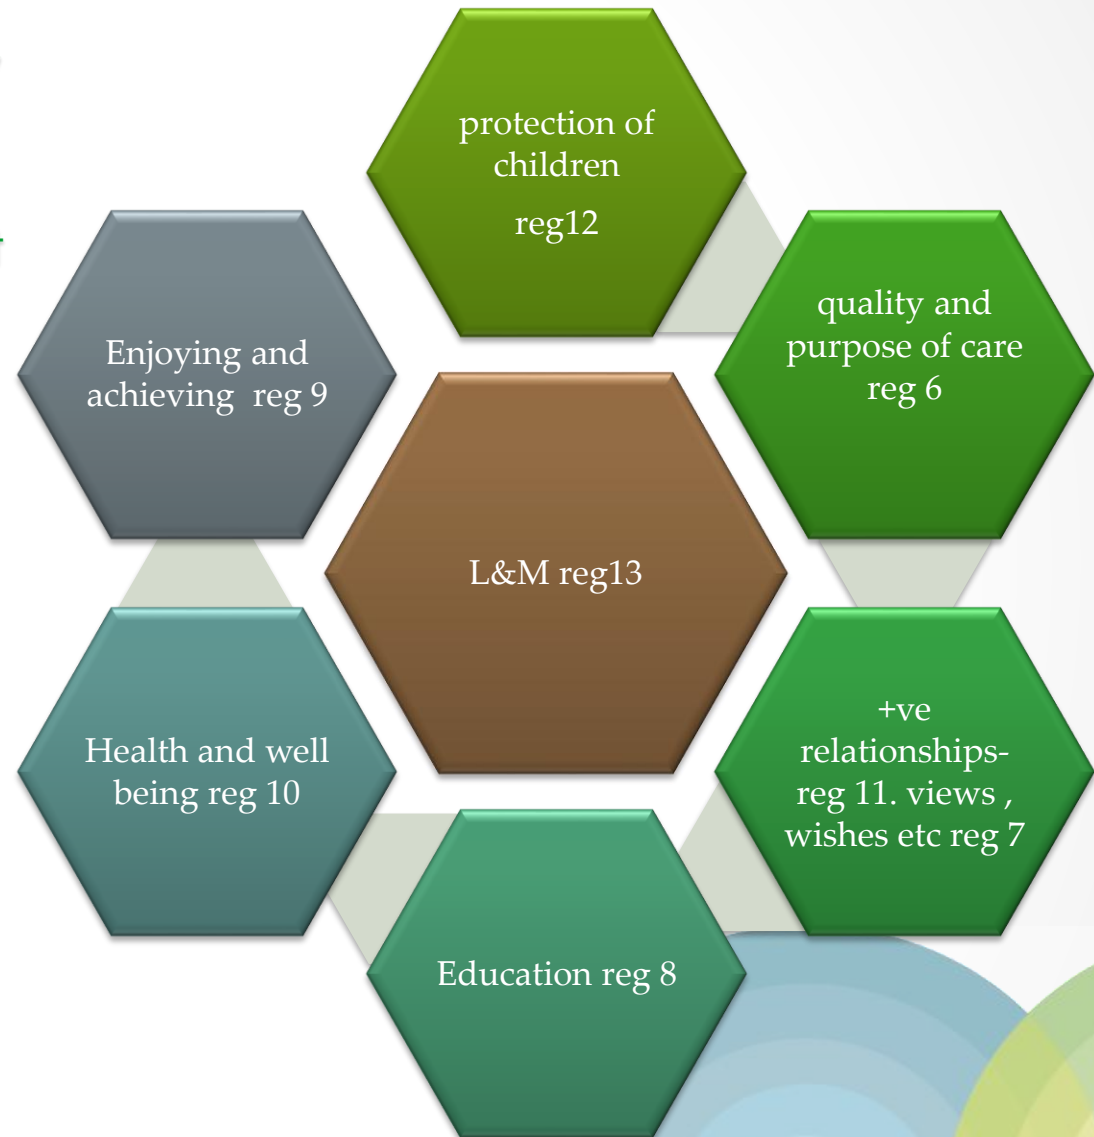 protection of
children
reg12
quality and
purpose of care
reg 6
Enjoying and
achieving  reg 9
L&M reg13
+ve
relationships-
reg 11. views ,
wishes etc reg 7
Health and well
being reg 10
Education reg 8